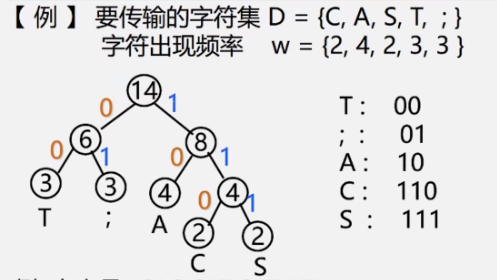 【 例 】 要传输的字符集 D = {C, A, S, T, ; }
字符出现频率 w = {2, 4, 2, 3, 3 }
14
0 1
6 8
0 1 0 1
3 3 4 4
T ; A 0 1
2 2
C S
T : 00
; : 01
A : 10
C : 110
S : 111